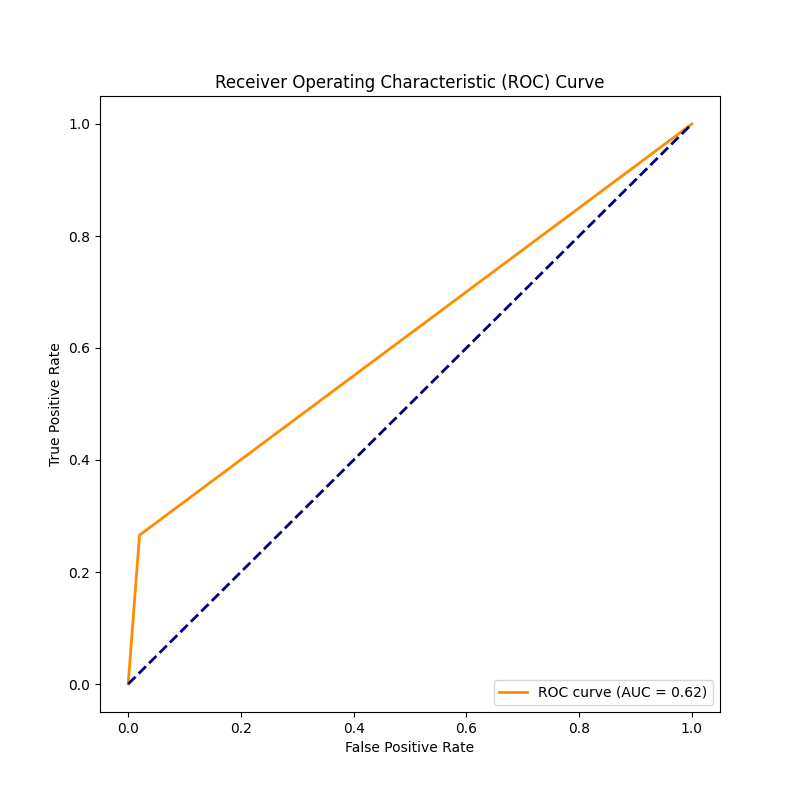 Receiver Operating Characteristic (ROC) Curve
True Positive Rate
1.0
0.8
0.6
0.4
0.2
0.0
ROC curve (AUC = 0.62)
0.0 0.2 0.4 0.6 0.8 1.0
False Positive Rate